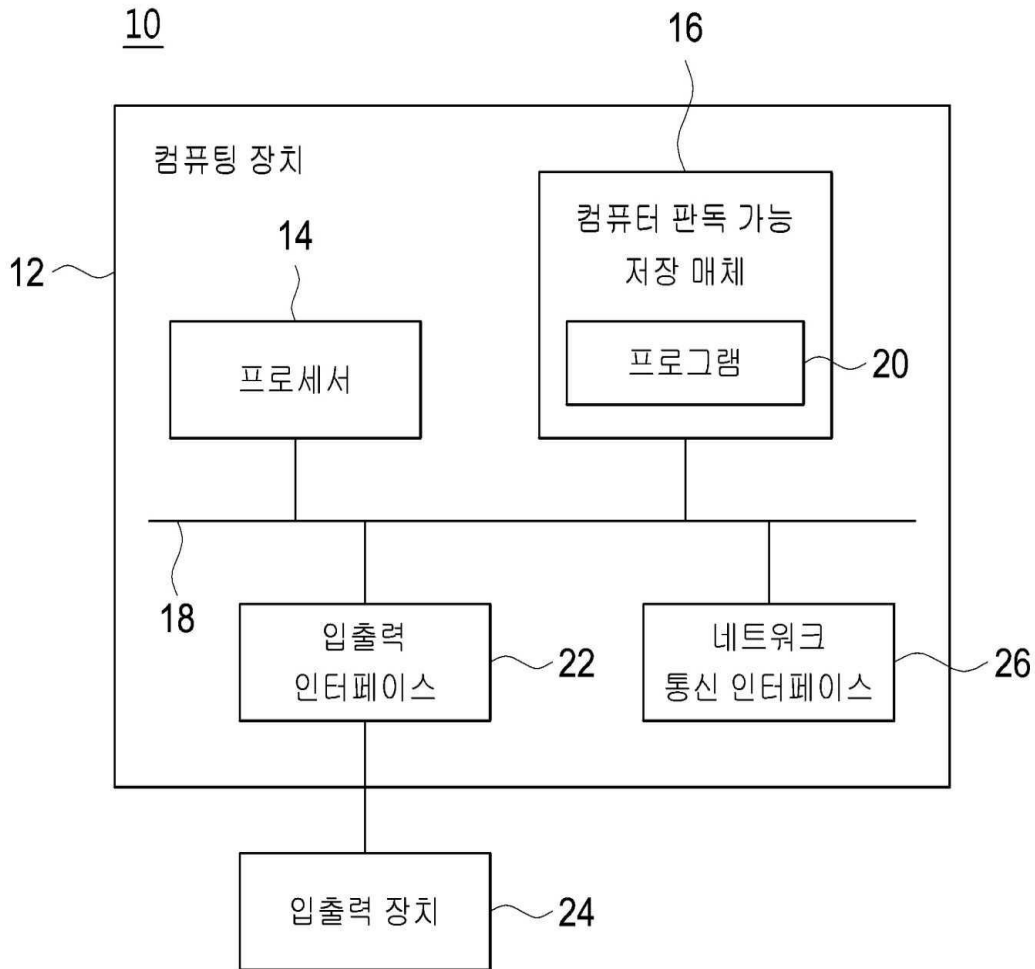 10
16
컴퓨팅 장치
컴퓨터 판독 가능
저장 매체
14
12
프로세서
프로그램
20
18
입출력
인터페이스
22
네트워크
통신 인터페이스
26
입출력 장치
24